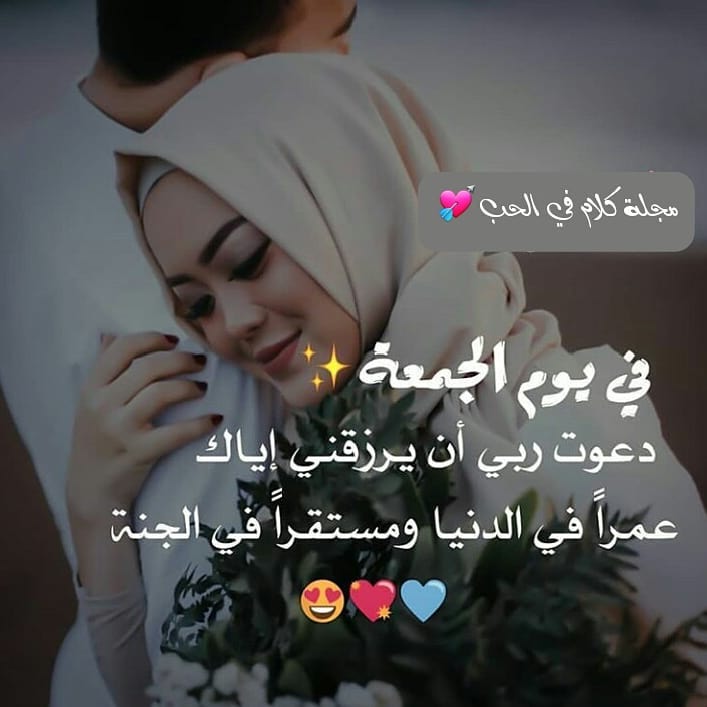 مجلة كلام في الحب 💘
في يوم الجمعة ✨
دعوت ربي أن يرزقني إياك
عمراً في الدنيا ومستقراً في الجنة
🩵💖😍